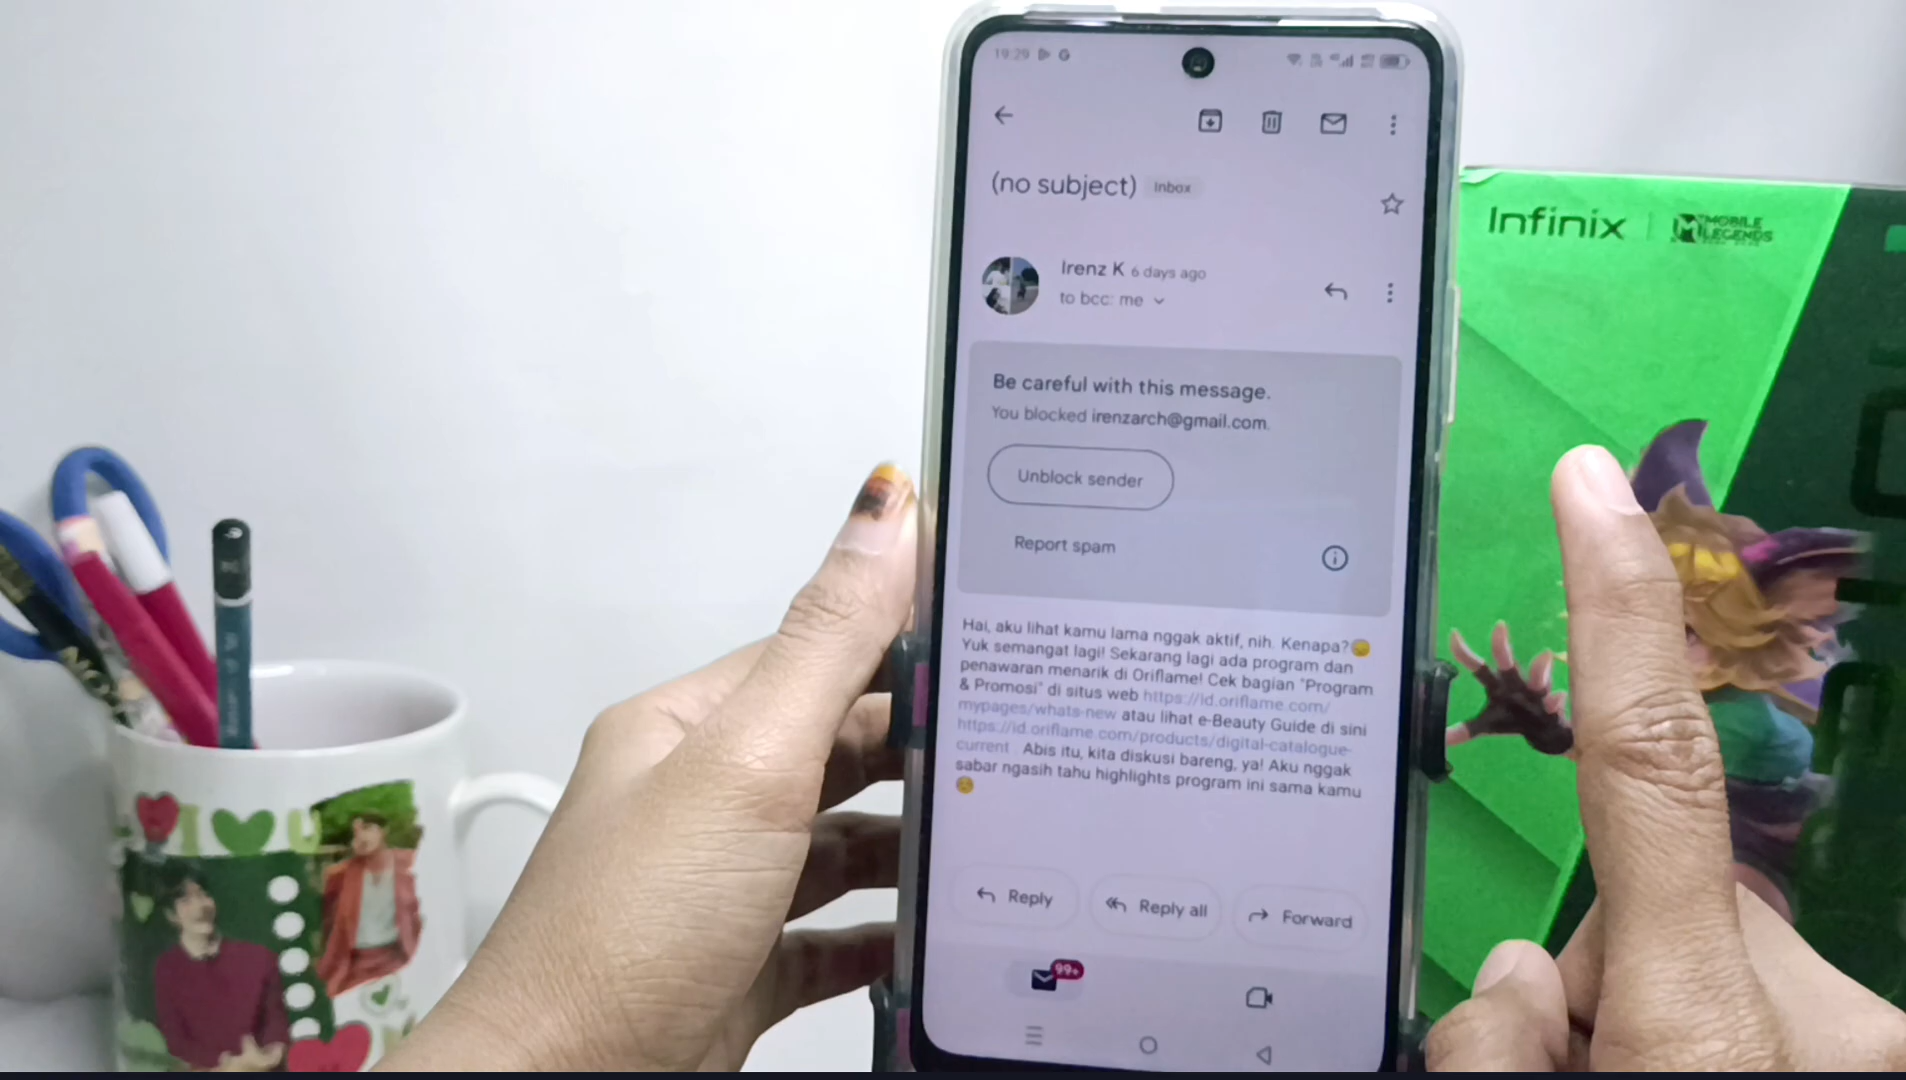 19:29
(no subject) Inbox
Irenz K 6 days ago
to bcc: me
Be careful with this message.
You blocked irenzarch@gmail.com.
Unblock sender
Report spam
Hai, aku lihat kamu lama nggak aktif, nih. Kenapa?😔
Yuk semangat lagi! Sekarang lagi ada program dan
penawaran menarik di Oriflame! Cek bagian "Program
& Promosi" di situs web https://id.oriflame.com/
mypages/whats-new atau lihat e-Beauty Guide di sini
https://id.oriflame.com/products/digital-catalogue-
current . Abis itu, kita diskusi bareng, ya! Aku nggak
sabar ngasih tahu highlights program ini sama kamu
☺️
Reply
Reply all
Forward
99+
Infinix
MOBILE
LEGENDS
I U